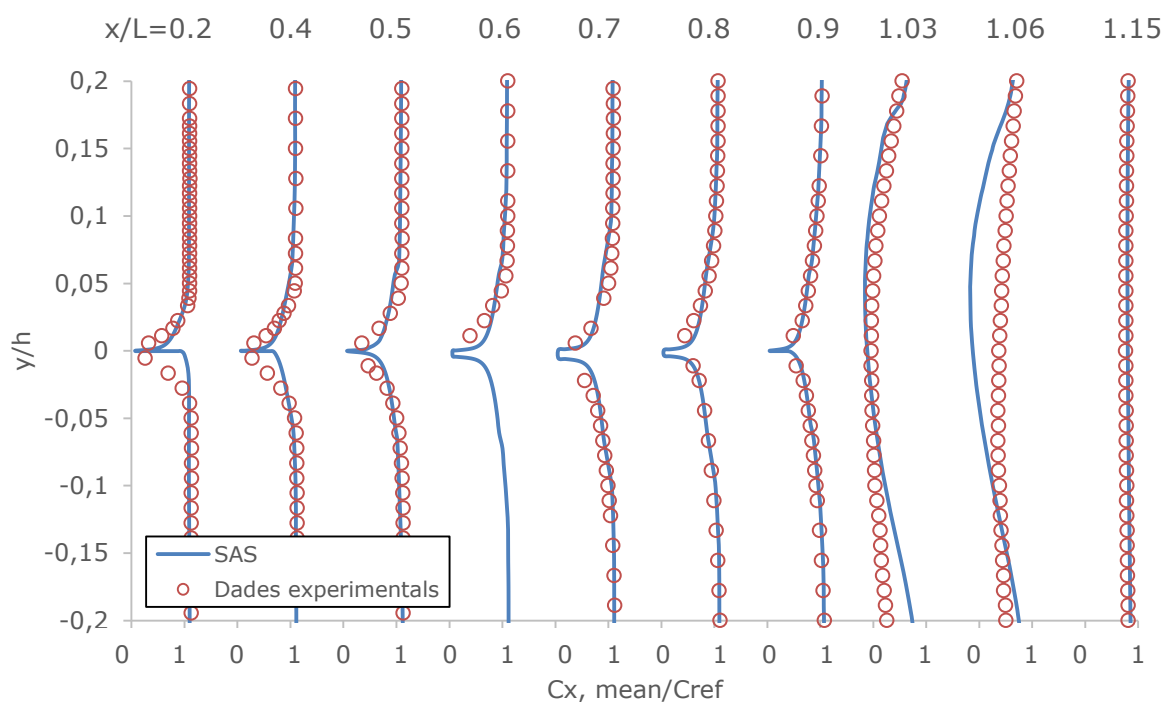 x/L=0.2 0.4 0.5 0.6 0.7 0.8 0.9 1.03 1.06 1.15
0,2
0,15
0,1
0,05
0
-0,05
-0,1
-0,15
-0,2
y/h
SAS
Dades experimentals
0 1 0 1 0 1 0 1 0 1 0 1 0 1 0 1 0 1 0 1
Cx, mean/Cref